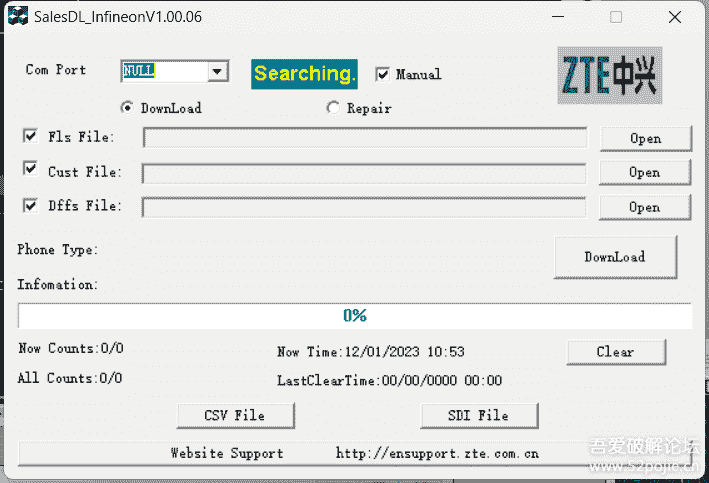 SalesDL_InfineonV1.00.06
Com Port NULL Searching. Manual ZTE中兴
DownLoad Repair
Fls File: Open
Cust File: Open
Dffs File: Open
Phone Type: DownLoad
Infomation:
0%
Now Counts:0/0 Now Time:12/01/2023 10:53 Clear
All Counts:0/0 LastClearTime:00/00/0000 00:00
CSV File SDI File
Website Support http://ensupport.zte.com.cn
吾爱破解论坛
www.52pojie.cn